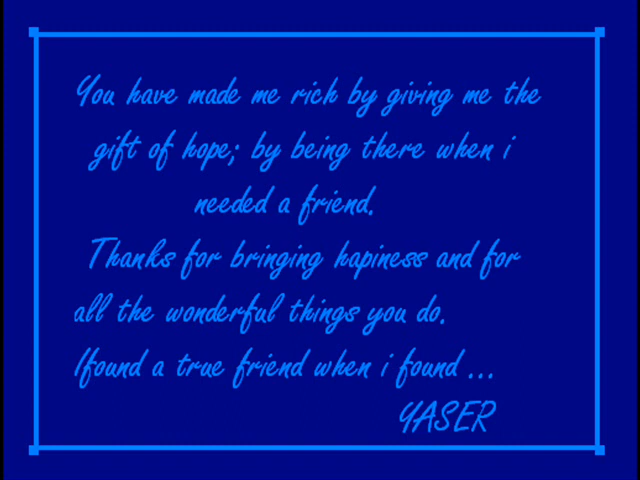 You have made me rich by giving me the
gift of hope; by being there when i
needed a friend.
Thanks for bringing hapiness and for
all the wonderful things you do.
Ifound a true friend when i found ...
YASER